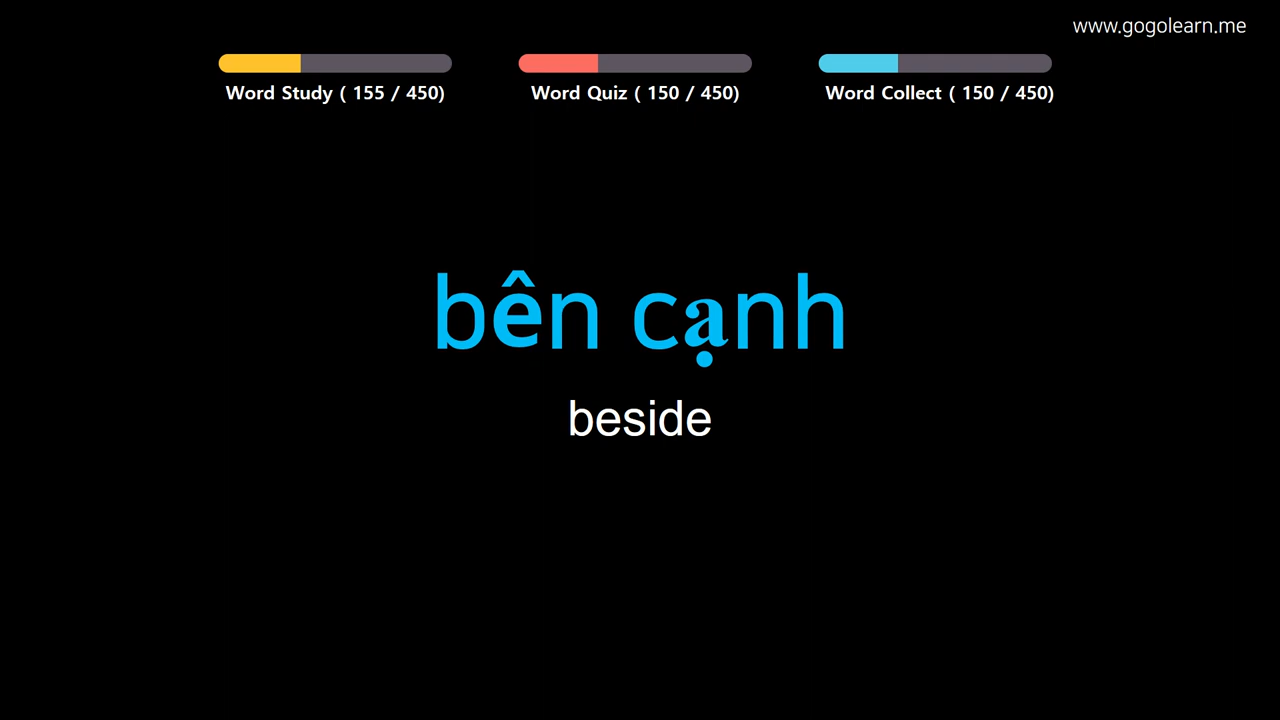 www.gogolearn.me
Word Study ( 155 / 450)
Word Quiz ( 150 / 450)
Word Collect ( 150 / 450)
bên cạnh
beside